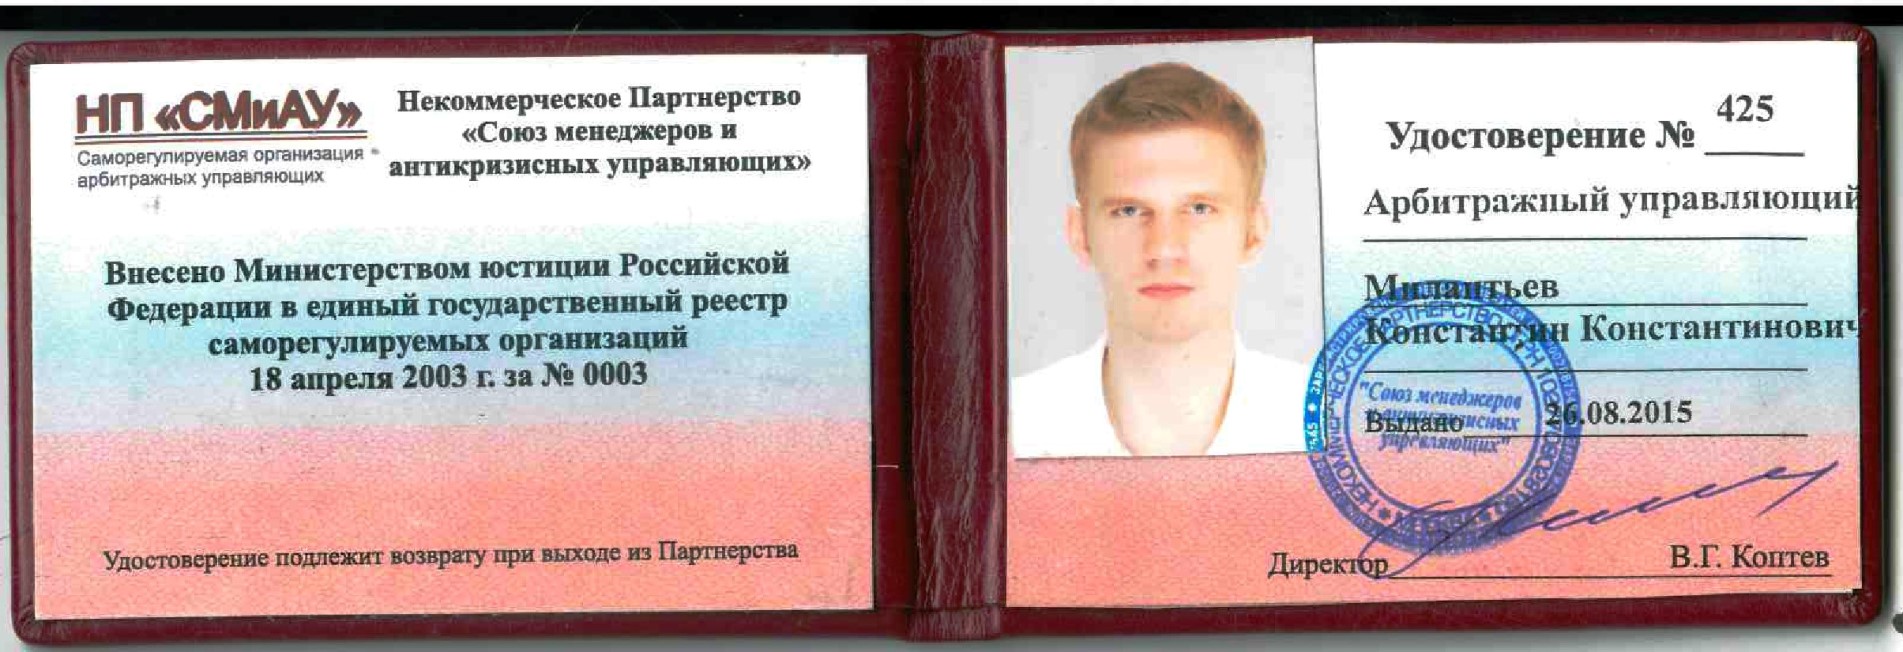 НП «СМиАУ»
Саморегулируемая организация
арбитражных управляющих
Некоммерческое Партнерство
«Союз менеджеров и
антикризисных управляющих»
Внесено Министерством юстиции Российской
Федерации в единый государственный реестр
саморегулируемых организаций
18 апреля 2003 г. за № 0003
Удостоверение подлежит возврату при выходе из Партнерства
Удостоверение № 425
Арбитражный управляющий
Милантьев
Константин Константинович
Выдано 26.08.2015
"Союз менеджеров
антикризисных
управляющих"
Директор В.Г. Коптев